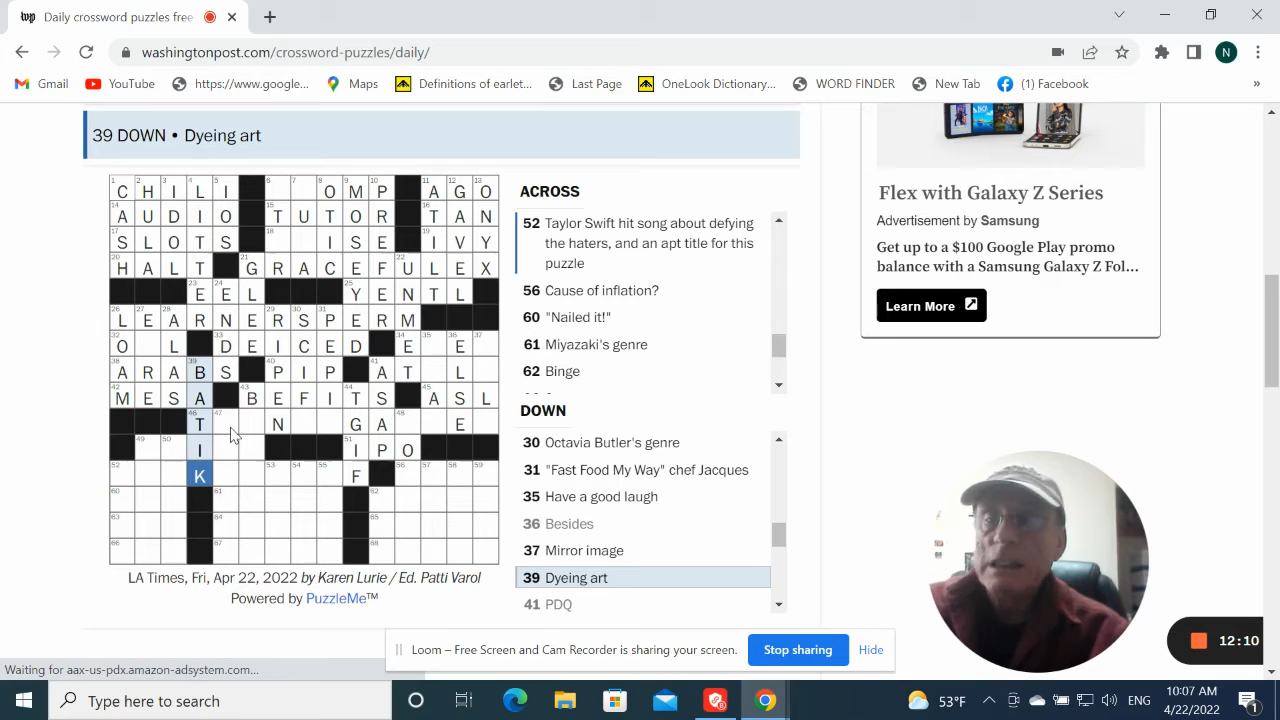 Daily crossword puzzles free
washingtonpost.com/crossword-puzzles/daily/
N
Gmail
YouTube
https://www.google...
Maps
Definitions of earlet...
Last Page
OneLook Dictionary...
WORD FINDER
New Tab
(1) Facebook
»
39 DOWN • Dyeing art
C H I L I O M P A G O
A U D I O T U T O R T A N
S L O T S I S E I V Y
H A L T G R A C E F U L E X
E E L Y E N T L
L E A N E R S P E R M
O L D E I C E D E E
A R A B S P I P A T L
M E S A B E F I T S A S L
T N G A E
I I P O
K F
ACROSS
52 Taylor Swift hit song about defying
the haters, and an apt title for this
puzzle
56 Cause of inflation?
60 "Nailed it!"
61 Miyazaki's genre
62 Binge
DOWN
30 Octavia Butler's genre
31 "Fast Food My Way" chef Jacques
35 Have a good laugh
36 Besides
37 Mirror image
39 Dyeing art
41 PDQ
LA Times, Fri, Apr 22, 2022 by Karen Lurie / Ed. Patti Varol
Powered by PuzzleMe™
Flex with Galaxy Z Series
Advertisement by Samsung
Get up to a $100 Google Play promo
balance with a Samsung Galaxy Z Fol...
Learn More
Loom – Free Screen and Cam Recorder is sharing your screen.
Stop sharing
Hide
12:10
Waiting for aax-us-pdx.amazon-adsystem.com...
Type here to search
53°F
ENG
10:07 AM
4/22/2022